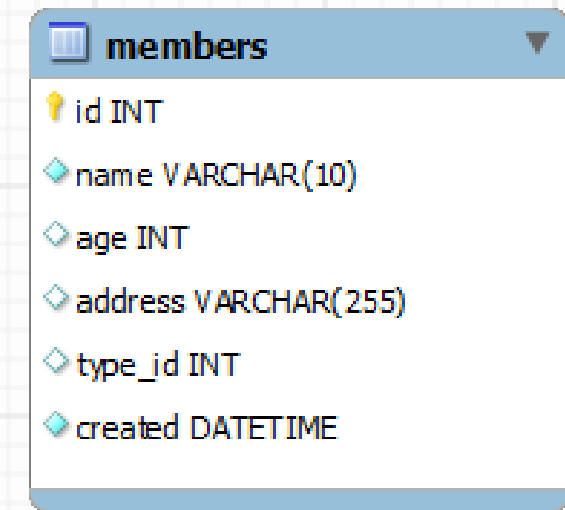 members
id INT
name VARCHAR(10)
age INT
address VARCHAR(255)
type_id INT
created DATETIME